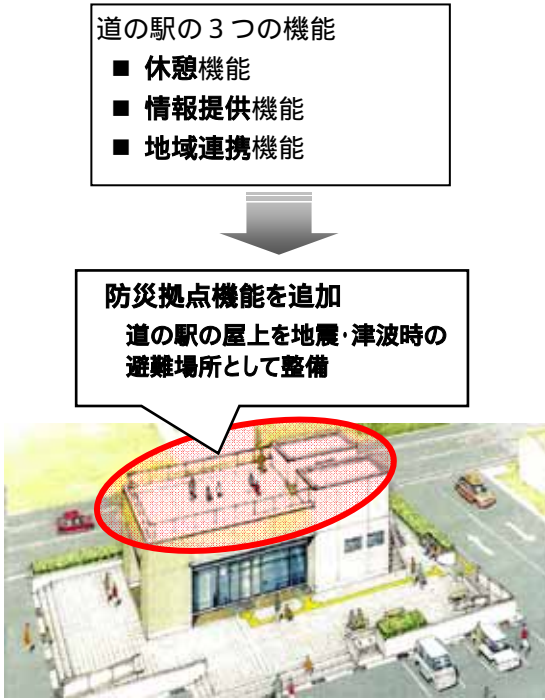 道の駅の３つの機能
■ 休憩機能
■ 情報提供機能
■ 地域連携機能
防災拠点機能を追加
道の駅の屋上を地震･津波時の
避難場所として整備